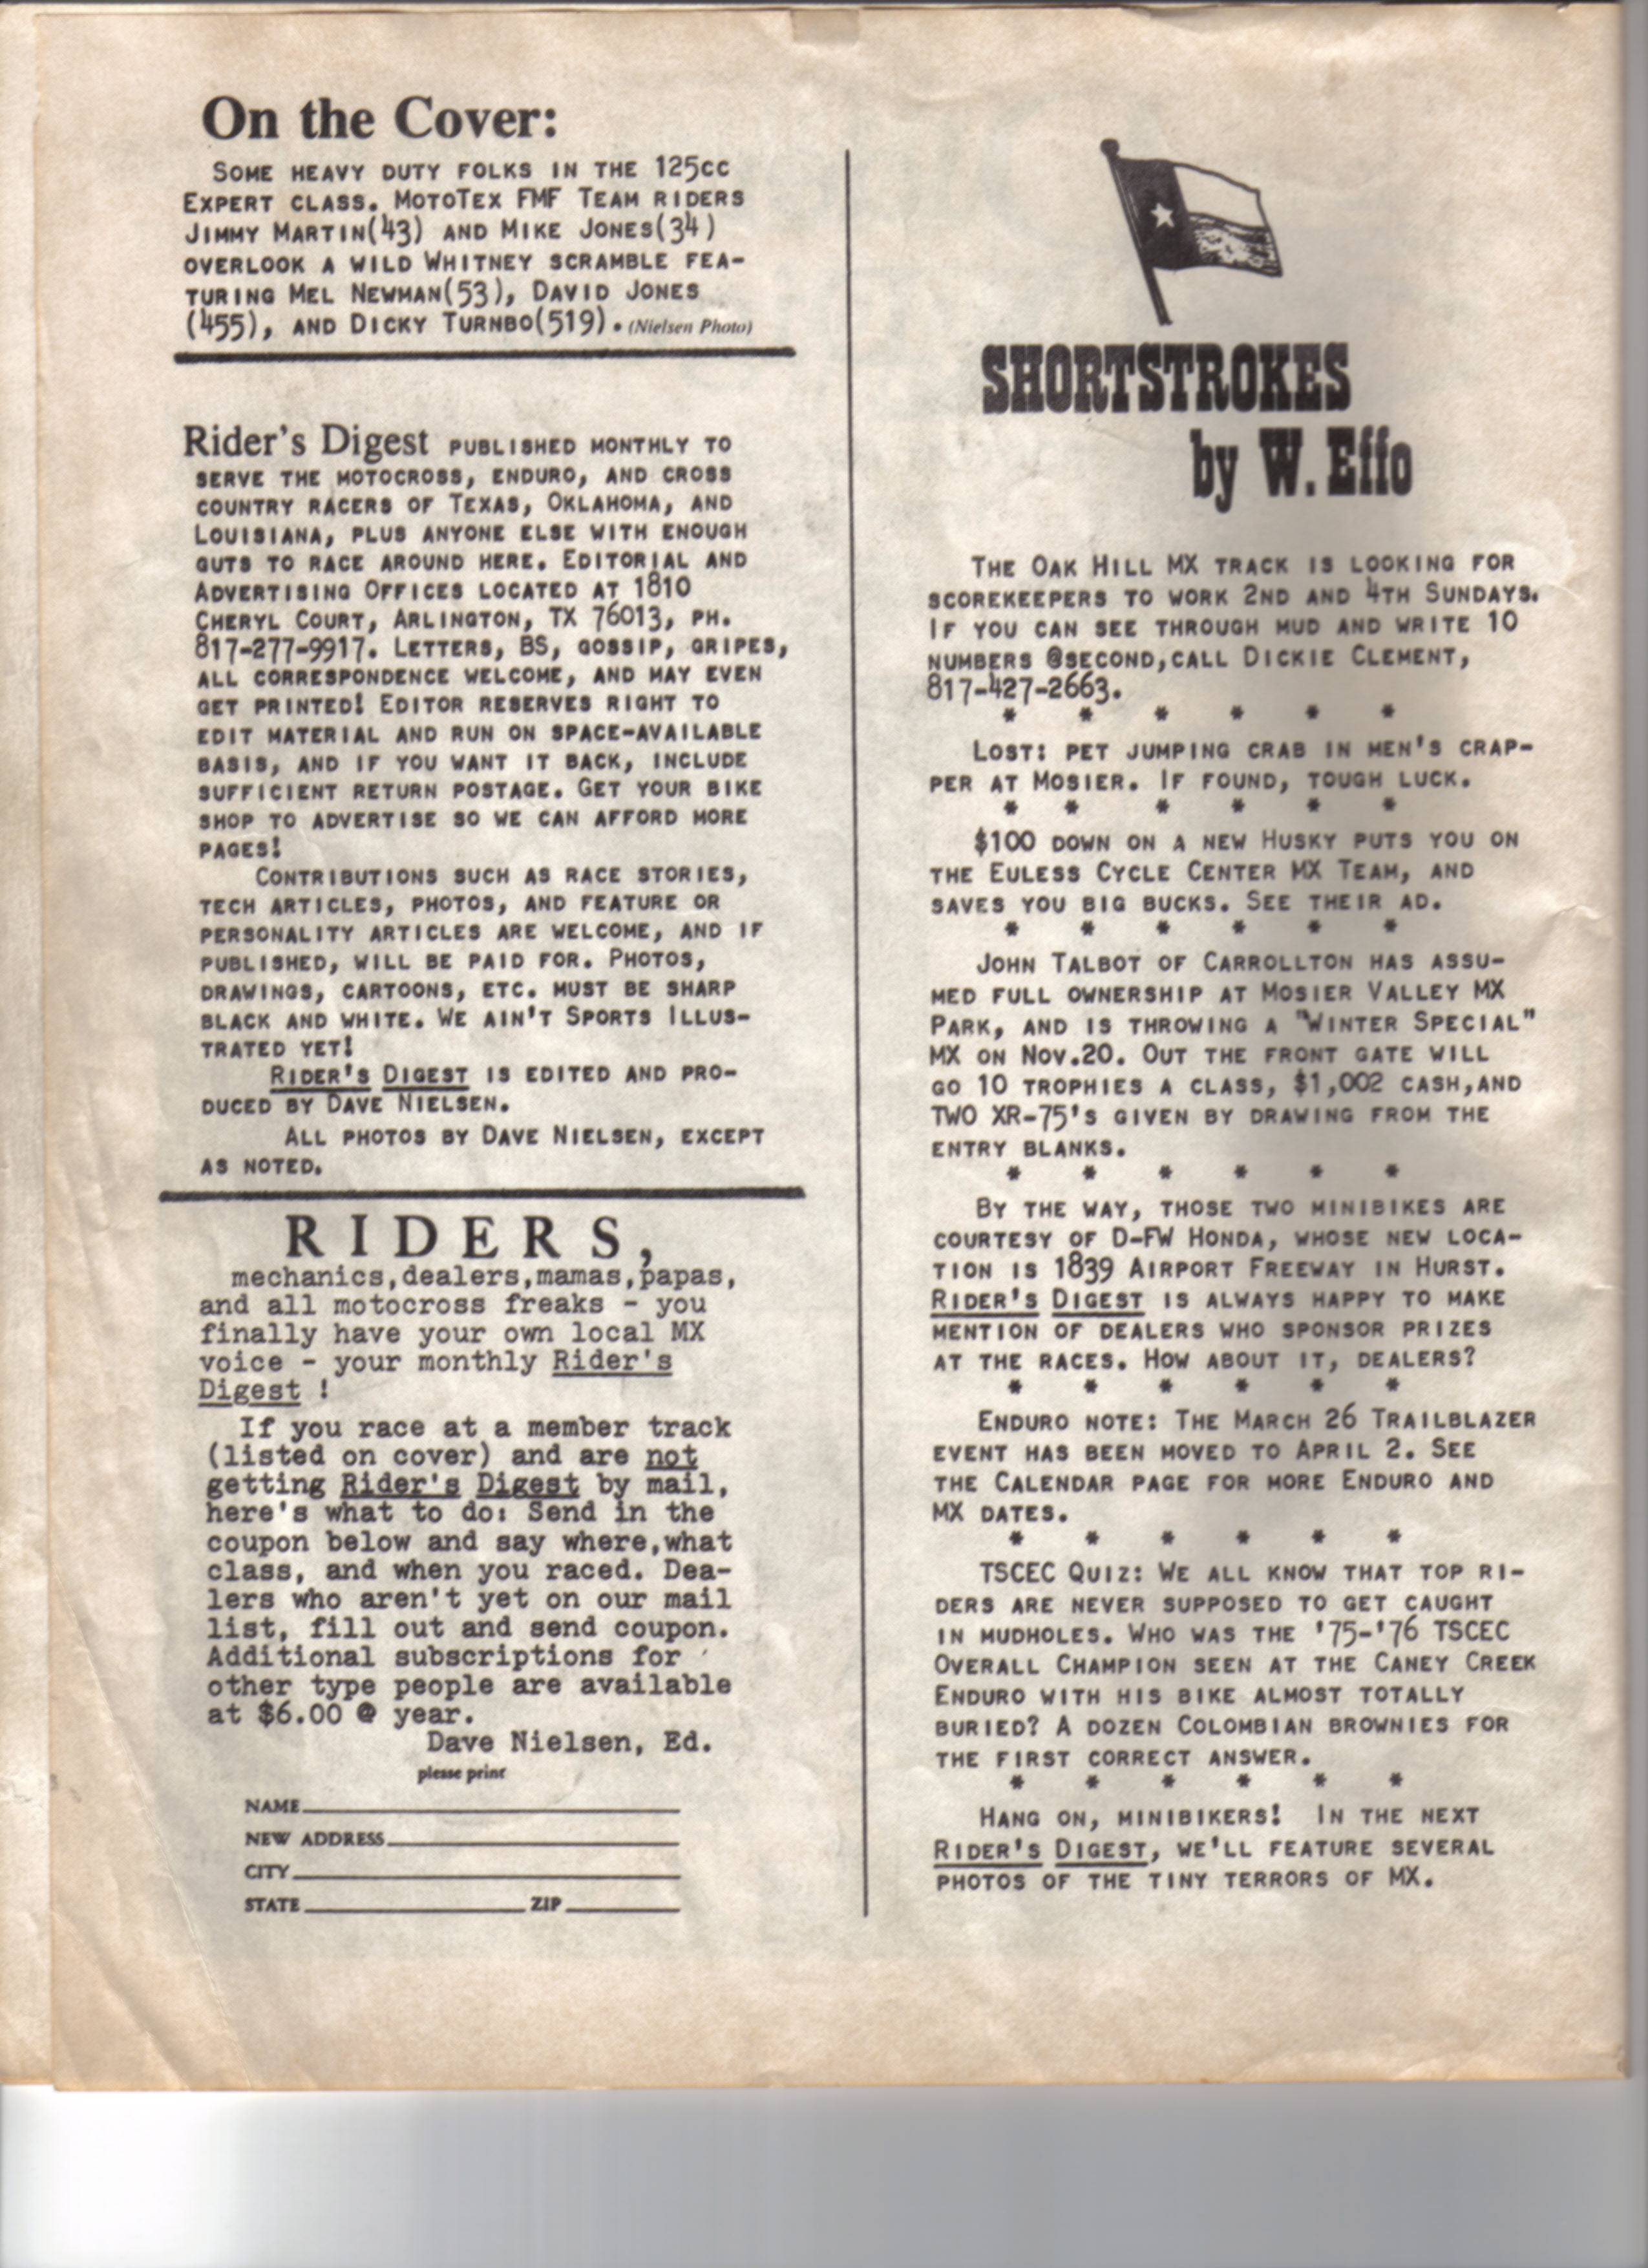 On the Cover:
SOME HEAVY DUTY FOLKS IN THE 125CC
EXPERT CLASS. MOTOTEX FMF TEAM RIDERS
JIMMY MARTIN(43) AND MIKE JONES(34)
OVERLOOK A WILD WHITNEY SCRAMBLE FEA-
TURING MEL NEWMAN(53), DAVID JONES
(455), AND DICKY TURNBO(519). (Nielsen Photo)
Rider's Digest PUBLISHED MONTHLY TO
SERVE THE MOTOCROSS, ENDURO, AND CROSS
COUNTRY RACERS OF TEXAS, OKLAHOMA, AND
LOUISIANA, PLUS ANYONE ELSE WITH ENOUGH
GUTS TO RACE AROUND HERE. EDITORIAL AND
ADVERTISING OFFICES LOCATED AT 1810
CHERYL COURT, ARLINGTON, TX 76013, PH.
817-277-9917. LETTERS, BS, GOSSIP, GRIPES,
ALL CORRESPONDENCE WELCOME, AND MAY EVEN
GET PRINTED! EDITOR RESERVES RIGHT TO
EDIT MATERIAL AND RUN ON SPACE-AVAILABLE
BASIS, AND IF YOU WANT IT BACK, INCLUDE
SUFFICIENT RETURN POSTAGE. GET YOUR BIKE
SHOP TO ADVERTISE SO WE CAN AFFORD MORE
PAGES!
CONTRIBUTIONS SUCH AS RACE STORIES,
TECH ARTICLES, PHOTOS, AND FEATURE OR
PERSONALITY ARTICLES ARE WELCOME, AND IF
PUBLISHED, WILL BE PAID FOR. PHOTOS,
DRAWINGS, CARTOONS, ETC. MUST BE SHARP
BLACK AND WHITE. WE AIN'T SPORTS ILLUS-
TRATED YET!
RIDER'S DIGEST IS EDITED AND PRO-
DUCED BY DAVE NIELSEN.
ALL PHOTOS BY DAVE NIELSEN, EXCEPT
AS NOTED.
RIDERS,
mechanics,dealers,mamas,papas,
and all motocross freaks - you
finally have your own local MX
voice - your monthly Rider's
Digest !
If you race at a member track
(listed on cover) and are not
getting Rider's Digest by mail,
here's what to do: Send in the
coupon below and say where,what
class, and when you raced. Dea-
lers who aren't yet on our mail
list, fill out and send coupon.
Additional subscriptions for
other type people are available
at $6.00 @ year.
Dave Nielsen, Ed.
please print
NAME
NEW ADDRESS
CITY
STATE ZIP
SHORTSTROKES
by W. Effo
THE OAK HILL MX TRACK IS LOOKING FOR
SCOREKEEPERS TO WORK 2ND AND 4TH SUNDAYS.
IF YOU CAN SEE THROUGH MUD AND WRITE 10
NUMBERS @SECOND,CALL DICKIE CLEMENT,
817-427-2663.
* * * * * *
LOST: PET JUMPING CRAB IN MEN'S CRAP-
PER AT MOSIER. IF FOUND, TOUGH LUCK.
* * * * * *
$100 DOWN ON A NEW HUSKY PUTS YOU ON
THE EULESS CYCLE CENTER MX TEAM, AND
SAVES YOU BIG BUCKS. SEE THEIR AD.
* * * * * *
JOHN TALBOT OF CARROLLTON HAS ASSU-
MED FULL OWNERSHIP AT MOSIER VALLEY MX
PARK, AND IS THROWING A "WINTER SPECIAL"
MX ON NOV.20. OUT THE FRONT GATE WILL
GO 10 TROPHIES A CLASS, $1,002 CASH,AND
TWO XR-75'S GIVEN BY DRAWING FROM THE
ENTRY BLANKS.
* * * * * *
BY THE WAY, THOSE TWO MINIBIKES ARE
COURTESY OF D-FW HONDA, WHOSE NEW LOCA-
TION IS 1839 AIRPORT FREEWAY IN HURST.
RIDER'S DIGEST IS ALWAYS HAPPY TO MAKE
MENTION OF DEALERS WHO SPONSOR PRIZES
AT THE RACES. HOW ABOUT IT, DEALERS?
* * * * * *
ENDURO NOTE: THE MARCH 26 TRAILBLAZER
EVENT HAS BEEN MOVED TO APRIL 2. SEE
THE CALENDAR PAGE FOR MORE ENDURO AND
MX DATES.
* * * * * *
TSCEC QUIZ: WE ALL KNOW THAT TOP RI-
DERS ARE NEVER SUPPOSED TO GET CAUGHT
IN MUDHOLES. WHO WAS THE '75-'76 TSCEC
OVERALL CHAMPION SEEN AT THE CANEY CREEK
ENDURO WITH HIS BIKE ALMOST TOTALLY
BURIED? A DOZEN COLOMBIAN BROWNIES FOR
THE FIRST CORRECT ANSWER.
* * * * * *
HANG ON, MINIBIKERS! IN THE NEXT
RIDER'S DIGEST, WE'LL FEATURE SEVERAL
PHOTOS OF THE TINY TERRORS OF MX.